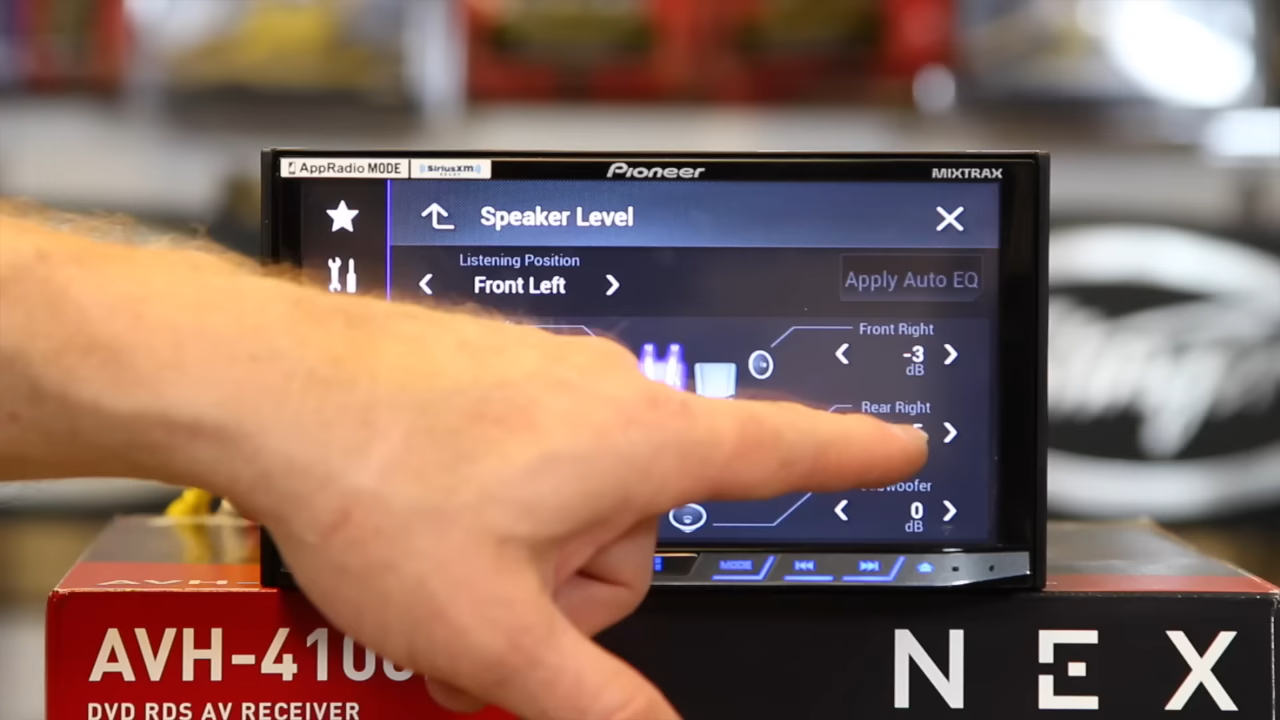 AppRadio MODE
SiriusXM
READY
Pioneer
MIXTRAX
Speaker Level
Listening Position
Front Left
Apply Auto EQ
Front Right
-3
dB
Rear Right
0
dB
MODE
AVH-410
DVD RDS AV RECEIVER
NEX